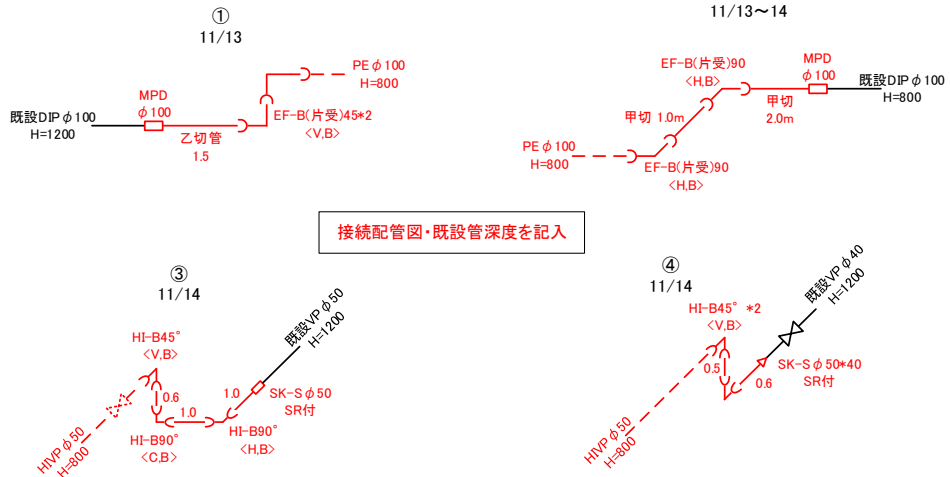 ①
11/13
PEφ100
H=800
MPD
φ100
既設DIPφ100
H=1200
乙切管
1.5
EF-B(片受)45*2
<V,B>
11/13～14
EF-B(片受)90
<H,B>
MPD
φ100
既設DIPφ100
H=800
甲切 1.0m
甲切
2.0m
PEφ100
H=800
EF-B(片受)90
<H,B>
接続配管図・既設管深度を記入
③
11/14
既設VPφ50
H=1200
HI-B45°
<V,B>
0.6
1.0
1.0
SK-Sφ50
SR付
HIVPφ50
H=800
HI-B90°
<C,B>
HI-B90°
<H,B>
④
11/14
既設VPφ40
H=1200
HI-B45° *2
<V,B>
0.5
0.6
SK-Sφ50*40
SR付
HIVPφ50
H=800